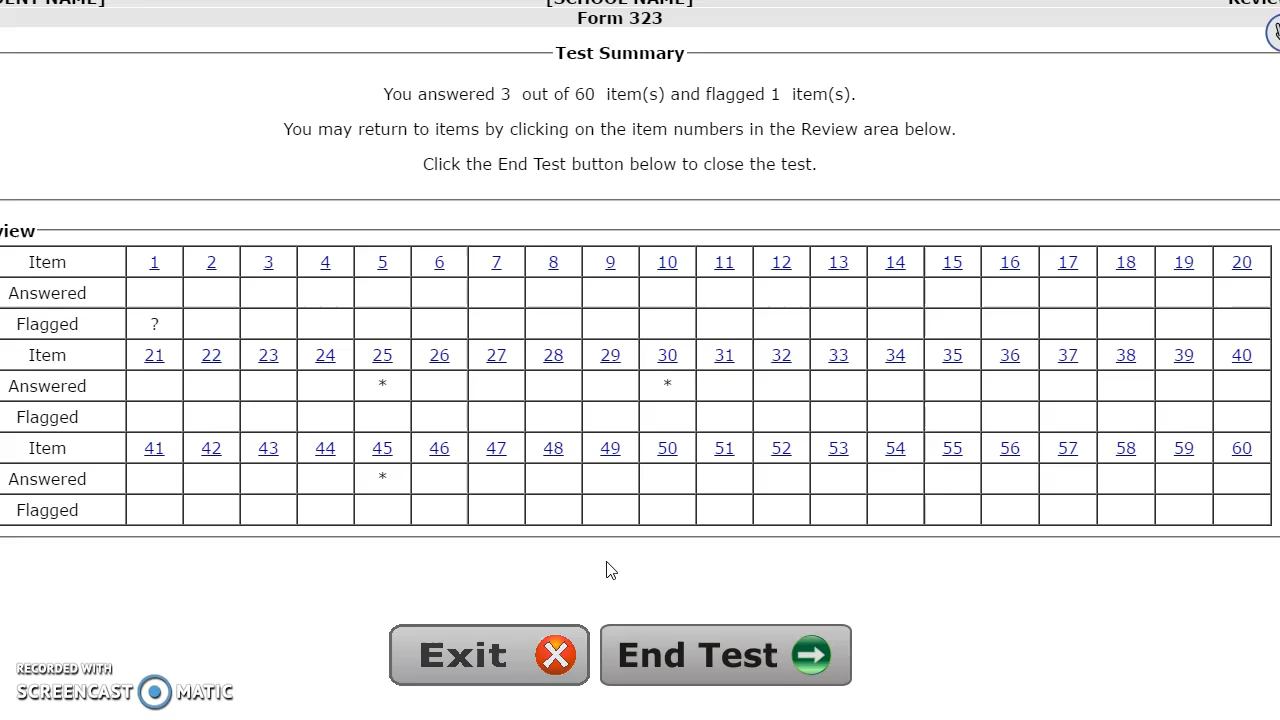 ENT NAME] [SCHOOL NAME] Revie
Form 323
Test Summary
You answered 3 out of 60 item(s) and flagged 1 item(s).
You may return to items by clicking on the item numbers in the Review area below.
Click the End Test button below to close the test.
view
Item 1 2 3 4 5 6 7 8 9 10 11 12 13 14 15 16 17 18 19 20
Answered
Flagged ?
Item 21 22 23 24 25 26 27 28 29 30 31 32 33 34 35 36 37 38 39 40
Answered * *
Flagged
Item 41 42 43 44 45 46 47 48 49 50 51 52 53 54 55 56 57 58 59 60
Answered *
Flagged
Exit End Test
RECORDED WITH
SCREENCAST MATIC